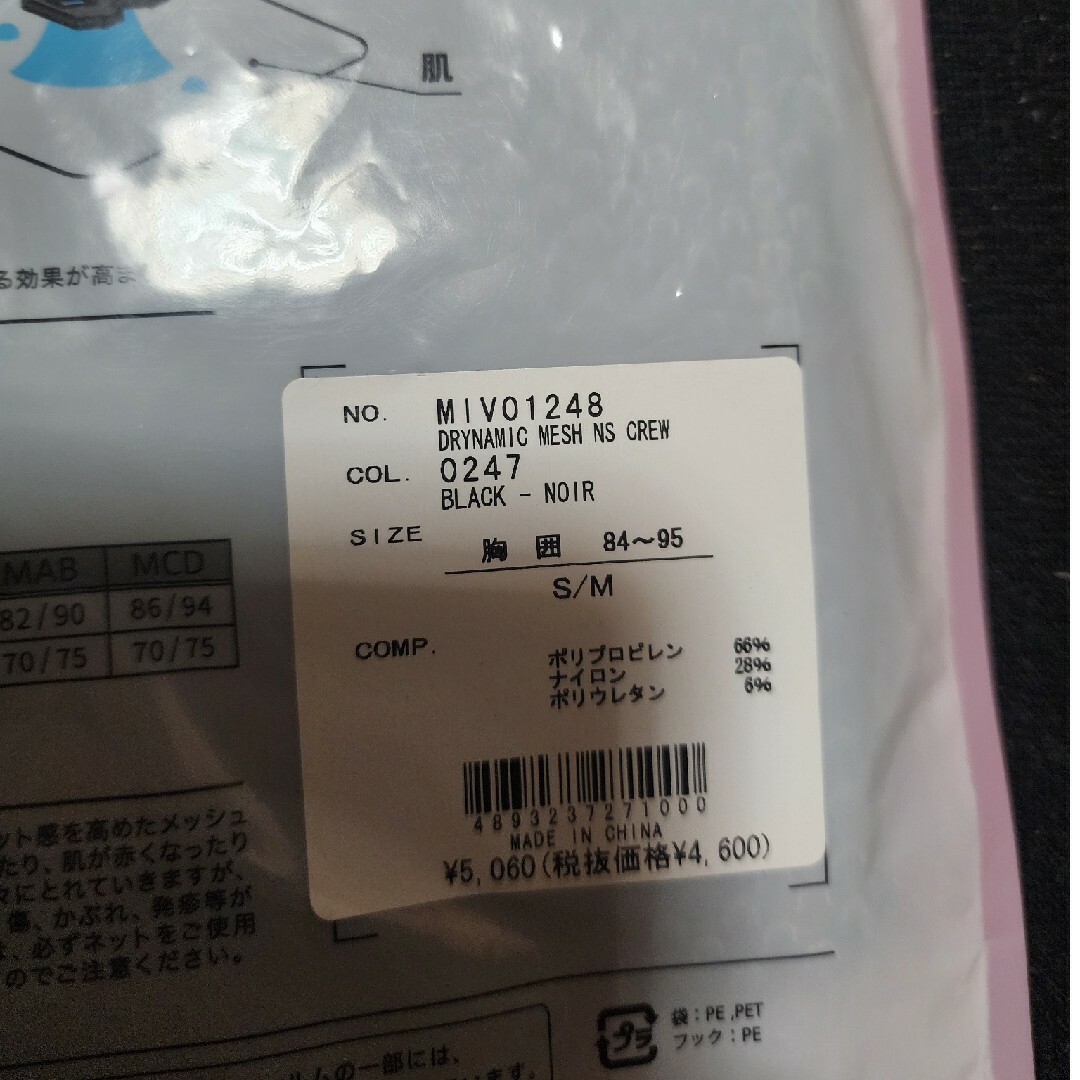 肌
る効果が高ま
NO. MIV01248
DRYNAMIC MESH NS CREW
COL. 0247
BLACK - NOIR
SIZE 胸 囲 84～95
S/M
COMP. ポリプロピレン 66%
ナイロン 28%
ポリウレタン 6%
4893237271000
MADE IN CHINA
¥5,060(税抜価格¥4,600)
MAB MCD
82/90 86/94
70/75 70/75
ット感を高めたメッシュ
たり、肌が赤くなったり
々にとれていきますが、
傷、かぶれ、発疹等が
は、必ずネットをご使用
のでご注意ください。
プラ
袋：PE,PET
フック：PE
ルムの一部には、
います。